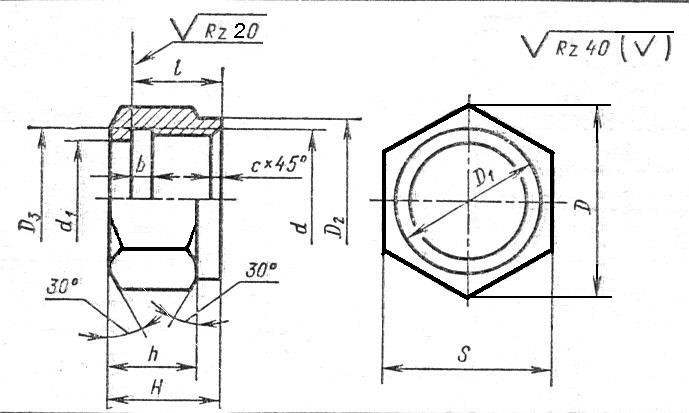 √ Rz 20
√ Rz 40 (√)
l
b
c×45°
D₃
d₁
d
D₂
30°
30°
h
H
D₁
D
S